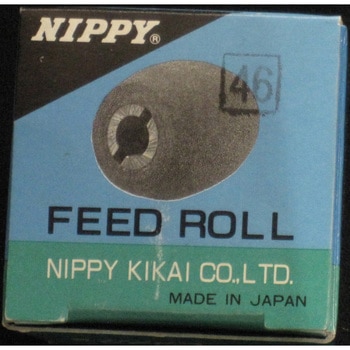 NIPPY®
46
FEED ROLL
NIPPY KIKAI CO.,LTD.
MADE IN JAPAN